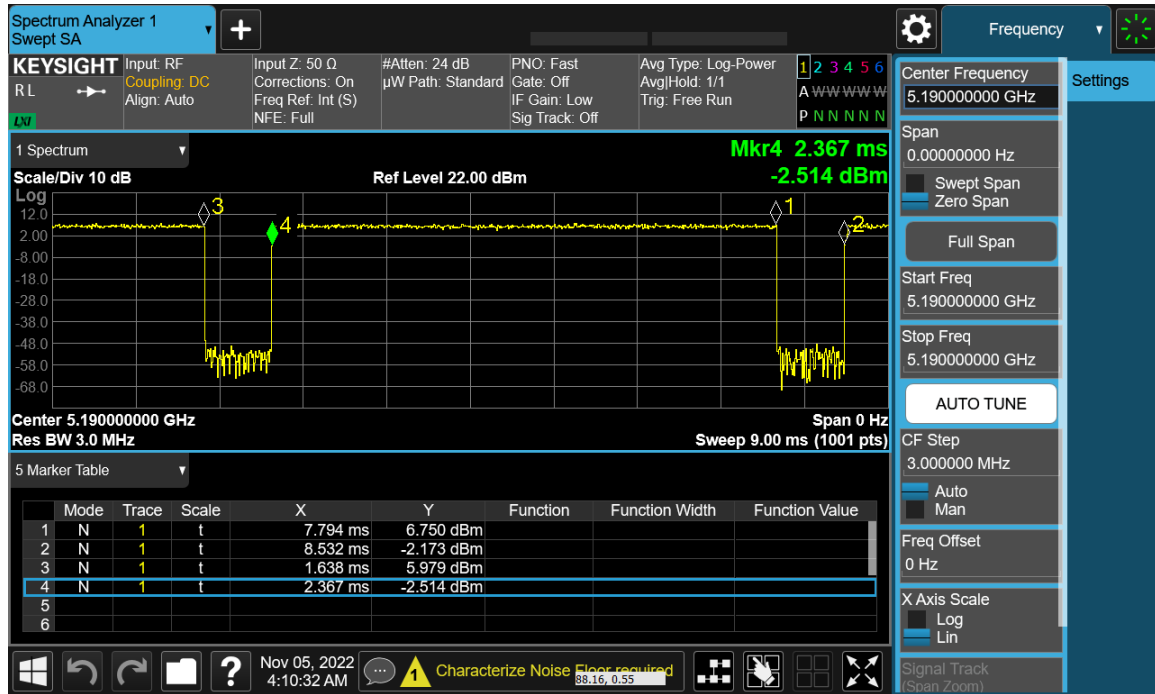 Spectrum Analyzer 1
Swept SA
+
Frequency
KEYSIGHT
R L
LXI
Input: RF
Coupling: DC
Align: Auto
Input Z: 50 Ω
Corrections: On
Freq Ref: Int (S)
NFE: Full
#Atten: 24 dB
µW Path: Standard
PNO: Fast
Gate: Off
IF Gain: Low
Sig Track: Off
Avg Type: Log-Power
Avg|Hold: 1/1
Trig: Free Run
1 2 3 4 5 6
A W W W W W
P N N N N N
1 Spectrum
Mkr4 2.367 ms
-2.514 dBm
Scale/Div 10 dB
Ref Level 22.00 dBm
Log
12.0
2.00
-8.00
-18.0
-28.0
-38.0
-48.0
-58.0
-68.0
3
4
1
2
Center 5.190000000 GHz
Span 0 Hz
Res BW 3.0 MHz
Sweep 9.00 ms (1001 pts)
5 Marker Table
Mode Trace Scale X Y Function Function Width Function Value
1 N 1 t 7.794 ms 6.750 dBm
2 N 1 t 8.532 ms -2.173 dBm
3 N 1 t 1.638 ms 5.979 dBm
4 N 1 t 2.367 ms -2.514 dBm
5
6
?
Nov 05, 2022
4:10:32 AM
1
Characterize Noise Floor required
88.16, 0.55
Center Frequency
5.190000000 GHz
Span
0.00000000 Hz
Swept Span
Zero Span
Full Span
Start Freq
5.190000000 GHz
Stop Freq
5.190000000 GHz
AUTO TUNE
CF Step
3.000000 MHz
Auto
Man
Freq Offset
0 Hz
X Axis Scale
Log
Lin
Signal Track
(Span Zoom)
Settings